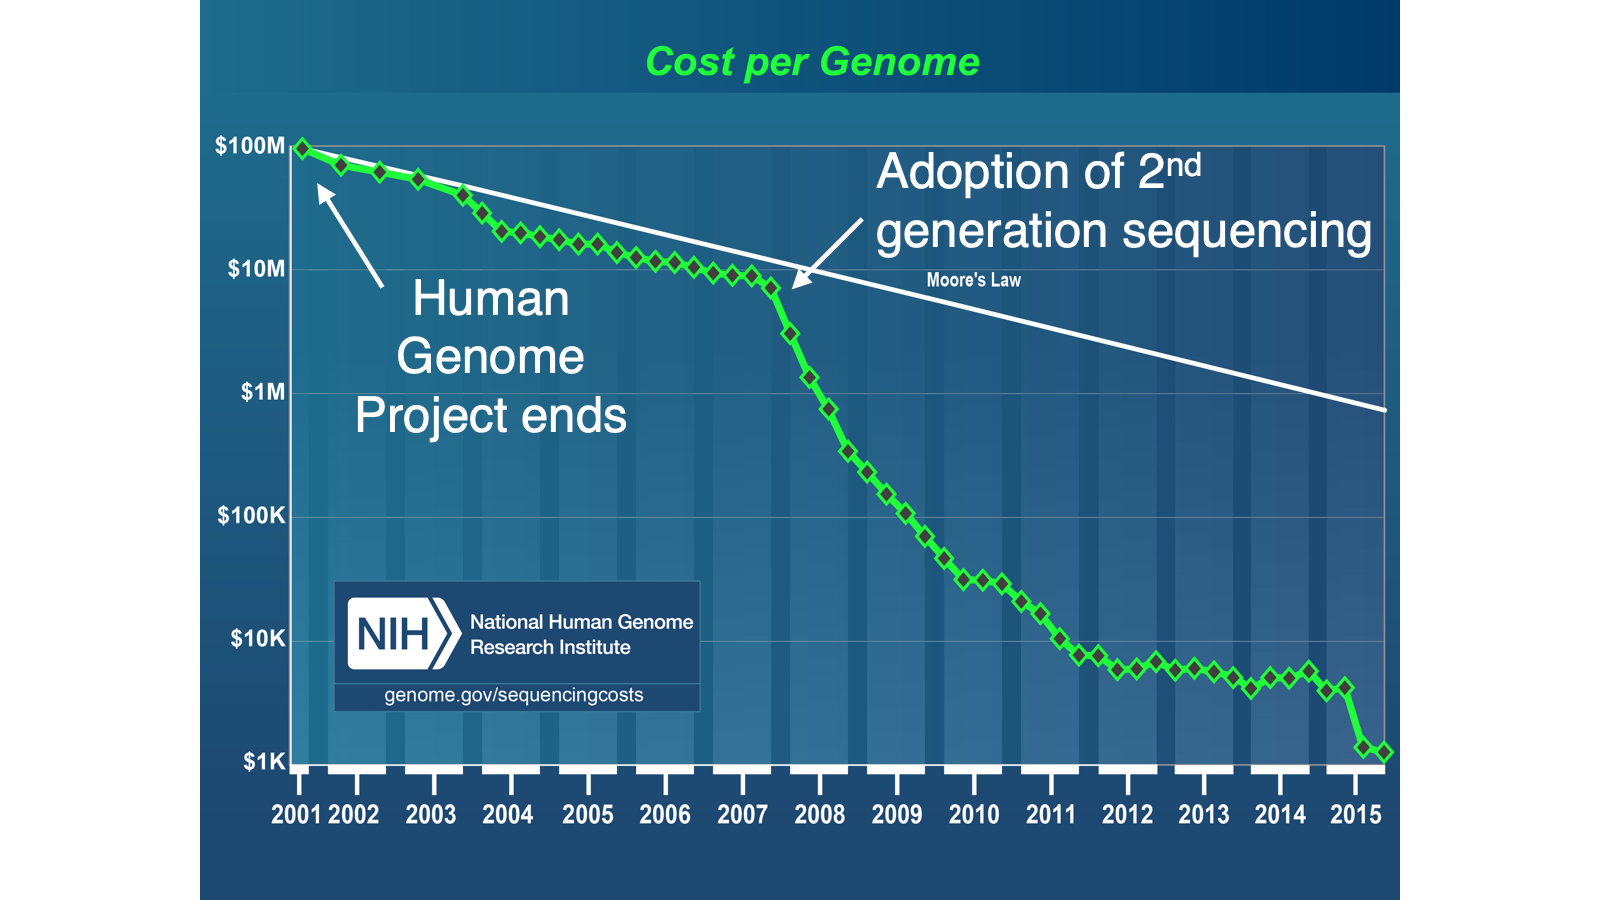 Cost per Genome
$100M
$10M
$1M
$100K
$10K
$1K
Adoption of 2nd
generation sequencing
Moore's Law
Human
Genome
Project ends
NIH
National Human Genome
Research Institute
genome.gov/sequencingcosts
2001 2002 2003 2004 2005 2006 2007 2008 2009 2010 2011 2012 2013 2014 2015